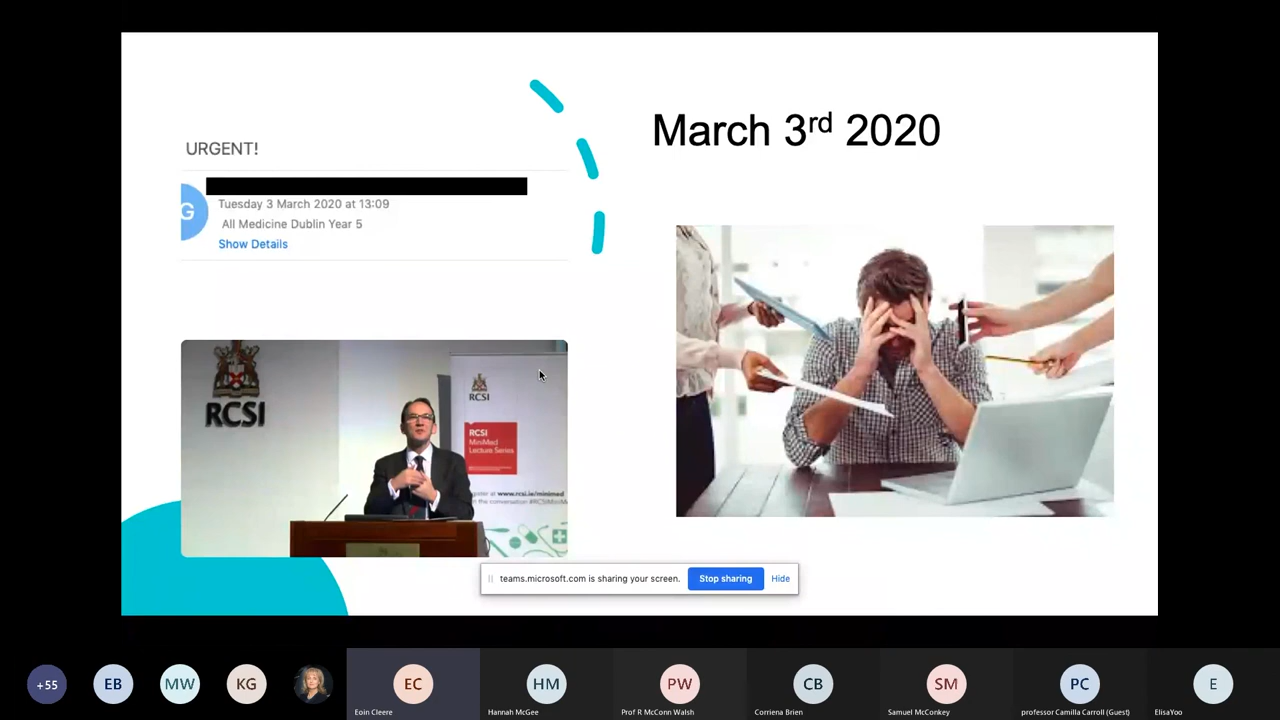 March 3rd 2020
URGENT!
G
Tuesday 3 March 2020 at 13:09
All Medicine Dublin Year 5
Show Details
RCSI
RCSI
RCSI
MiniMed
Lecture Series
at www.rcsi.ie/minimed
the conversation
teams.microsoft.com is sharing your screen.
Stop sharing
Hide
+55
EB
MW
KG
EC
HM
PW
CB
SM
PC
E
Eoin Cleere
Hannah McGee
Prof R McConn Walsh
Corriena Brien
Samuel McConkey
professor Camilla Carroll (Guest)
ElisaYoo